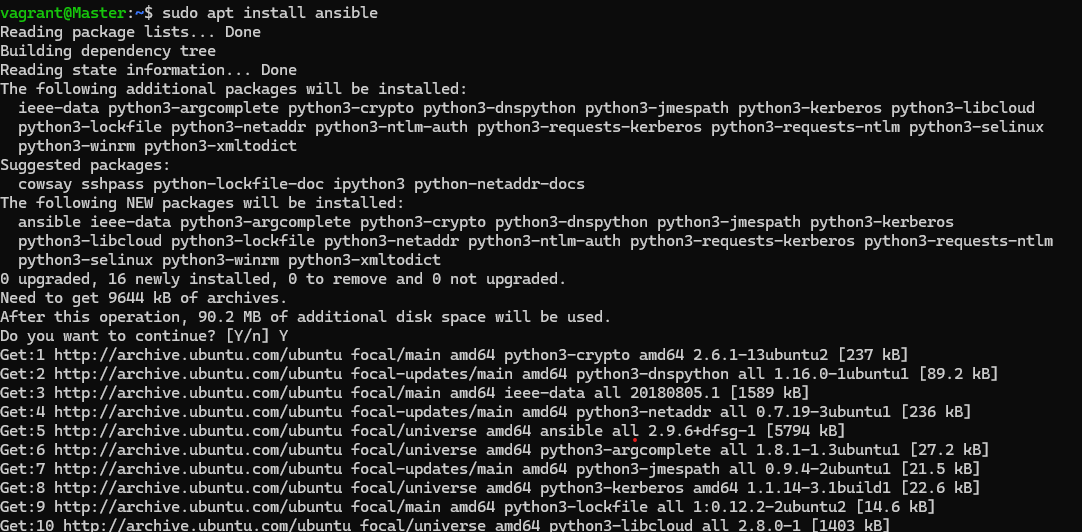 vagrant@Master:~$ sudo apt install ansible
Reading package lists... Done
Building dependency tree
Reading state information... Done
The following additional packages will be installed:
  ieee-data python3-argcomplete python3-crypto python3-dnspython python3-jmespath python3-kerberos python3-libcloud
  python3-lockfile python3-netaddr python3-ntlm-auth python3-requests-kerberos python3-requests-ntlm python3-selinux
  python3-winrm python3-xmltodict
Suggested packages:
  cowsay sshpass python-lockfile-doc ipython3 python-netaddr-docs
The following NEW packages will be installed:
  ansible ieee-data python3-argcomplete python3-crypto python3-dnspython python3-jmespath python3-kerberos
  python3-libcloud python3-lockfile python3-netaddr python3-ntlm-auth python3-requests-kerberos python3-requests-ntlm
  python3-selinux python3-winrm python3-xmltodict
0 upgraded, 16 newly installed, 0 to remove and 0 not upgraded.
Need to get 9644 kB of archives.
After this operation, 90.2 MB of additional disk space will be used.
Do you want to continue? [Y/n] Y
Get:1 http://archive.ubuntu.com/ubuntu focal/main amd64 python3-crypto amd64 2.6.1-13ubuntu2 [237 kB]
Get:2 http://archive.ubuntu.com/ubuntu focal-updates/main amd64 python3-dnspython all 1.16.0-1ubuntu1 [89.2 kB]
Get:3 http://archive.ubuntu.com/ubuntu focal/main amd64 ieee-data all 20180805.1 [1589 kB]
Get:4 http://archive.ubuntu.com/ubuntu focal-updates/main amd64 python3-netaddr all 0.7.19-3ubuntu1 [236 kB]
Get:5 http://archive.ubuntu.com/ubuntu focal/universe amd64 ansible all 2.9.6+dfsg-1 [5794 kB]
Get:6 http://archive.ubuntu.com/ubuntu focal/universe amd64 python3-argcomplete all 1.8.1-1.3ubuntu1 [27.2 kB]
Get:7 http://archive.ubuntu.com/ubuntu focal-updates/main amd64 python3-jmespath all 0.9.4-2ubuntu1 [21.5 kB]
Get:8 http://archive.ubuntu.com/ubuntu focal/universe amd64 python3-kerberos amd64 1.1.14-3.1build1 [22.6 kB]
Get:9 http://archive.ubuntu.com/ubuntu focal/main amd64 python3-lockfile all 1:0.12.2-2ubuntu2 [14.6 kB]
Get:10 http://archive.ubuntu.com/ubuntu focal/universe amd64 python3-libcloud all 2.8.0-1 [1403 kB]